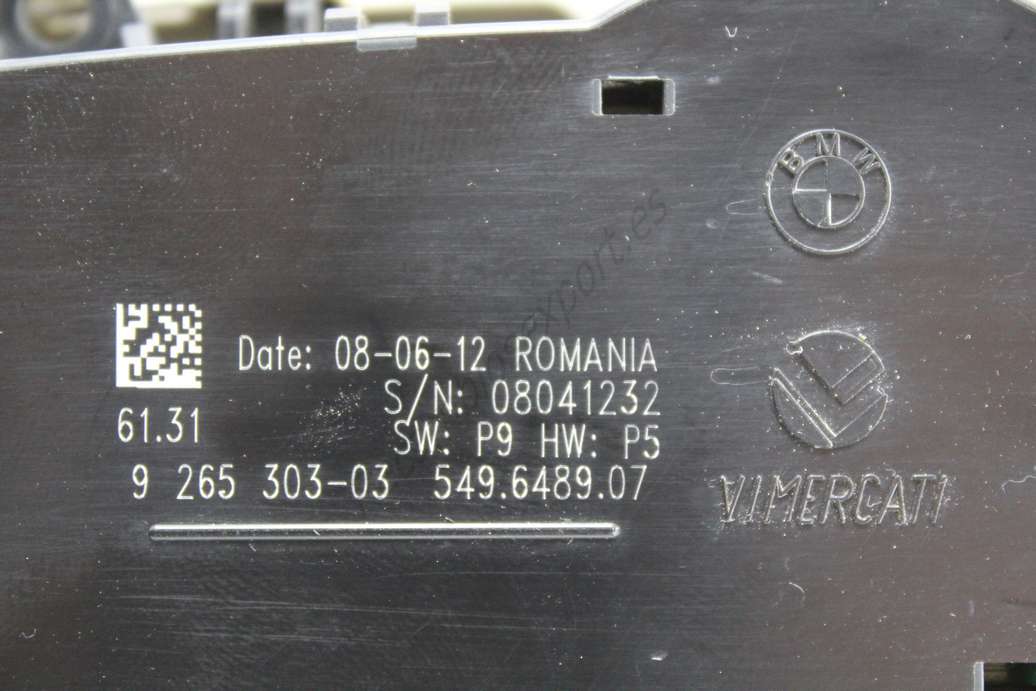 BMW
Date: 08-06-12 ROMANIA
S/N: 08041232
61.31
SW: P9 HW: P5
9 265 303-03 549.6489.07
VIMERCATI